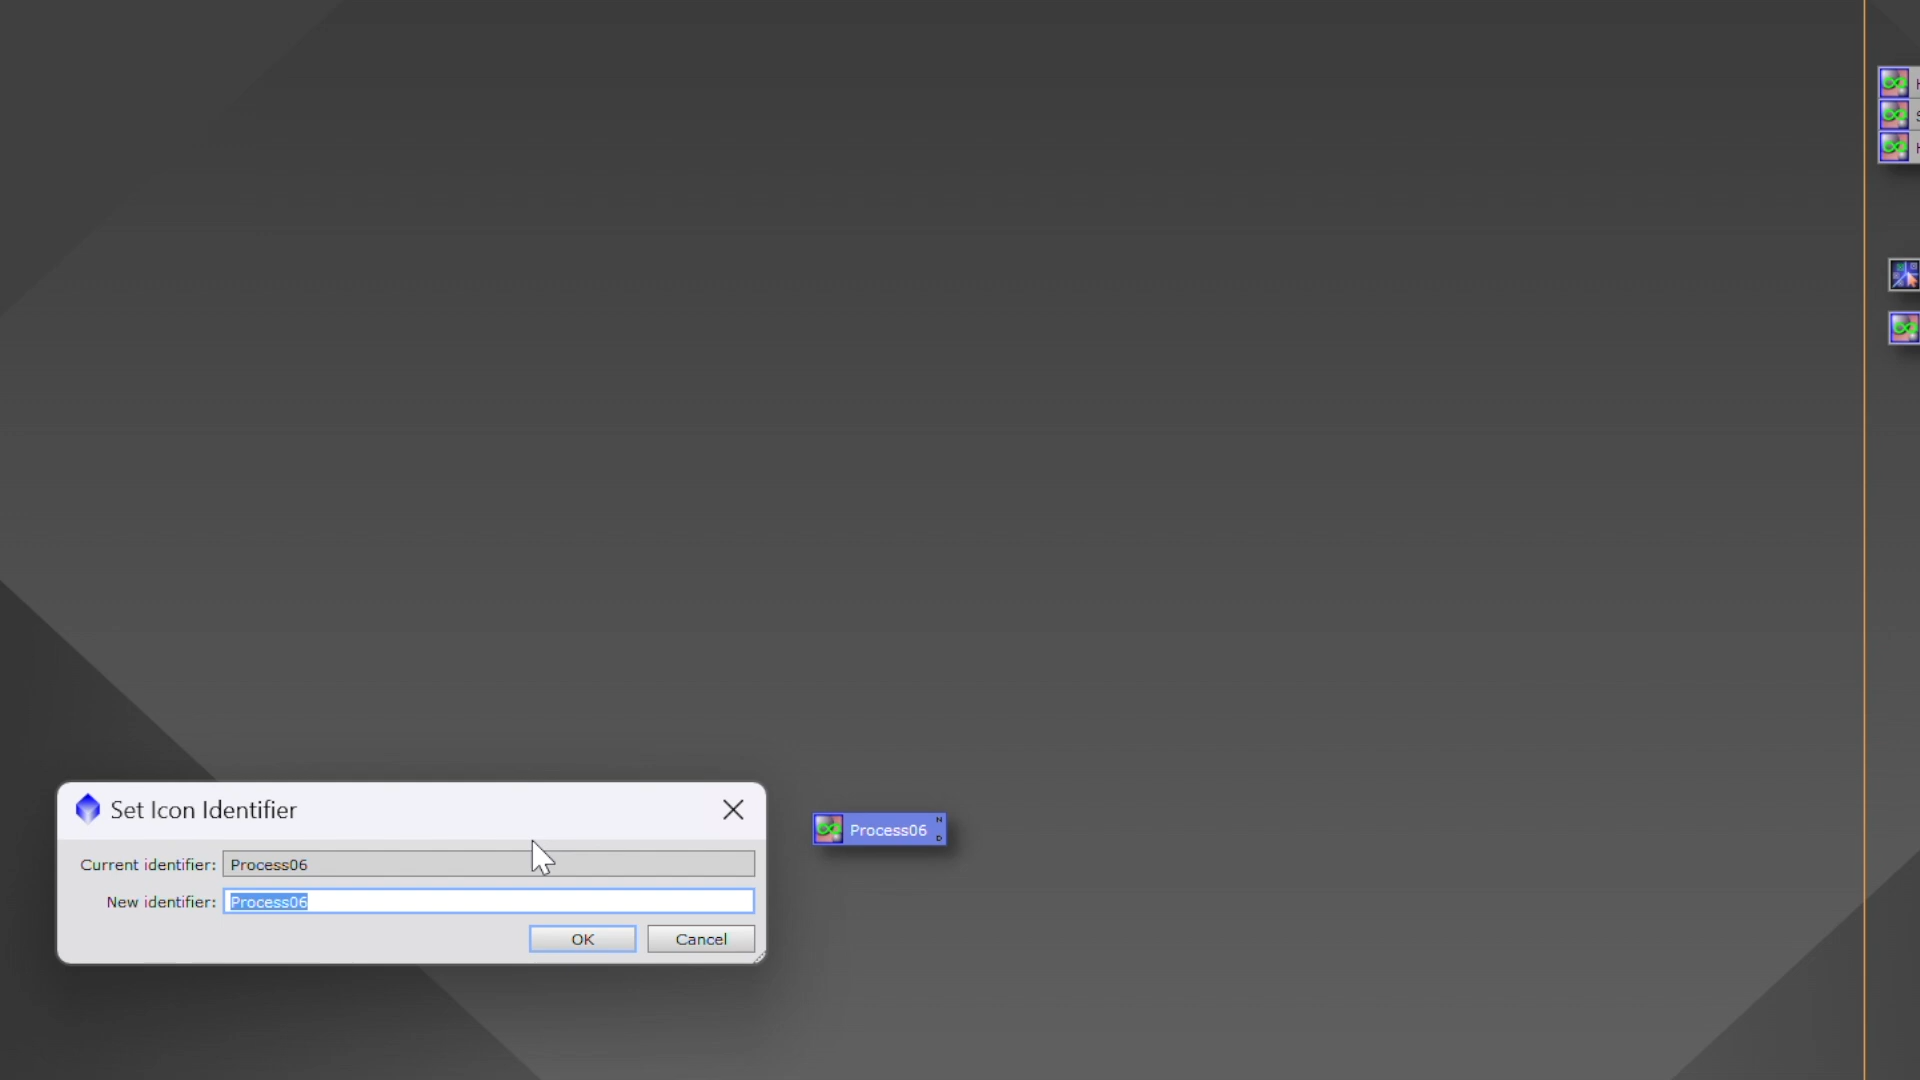 Set Icon Identifier
Current identifier: Process06
New identifier: Process06
OK Cancel
Process06 N
D
H
S
H